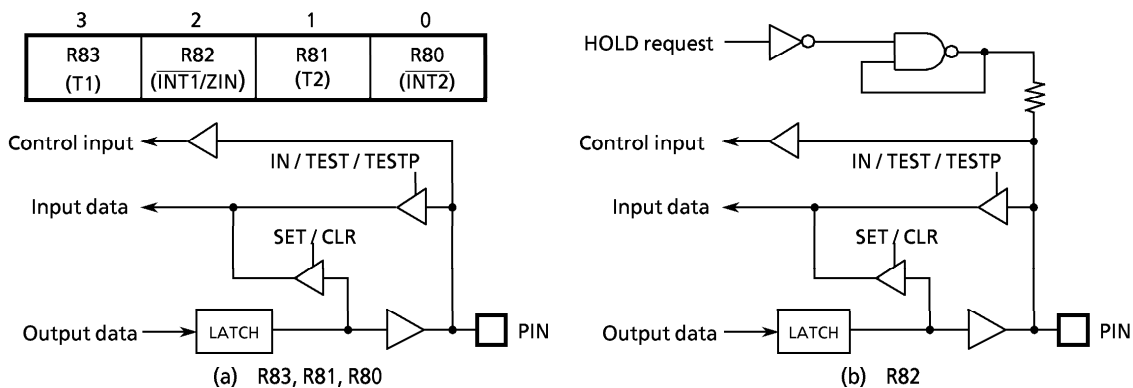 3 2 1 0
R83 R82 R81 R80
(T1) (INT1/ZIN) (T2) (INT2)
Control input
IN / TEST / TESTP
Input data
SET / CLR
Output data
LATCH
PIN
(a) R83, R81, R80
HOLD request
Control input
IN / TEST / TESTP
Input data
SET / CLR
Output data
LATCH
PIN
(b) R82